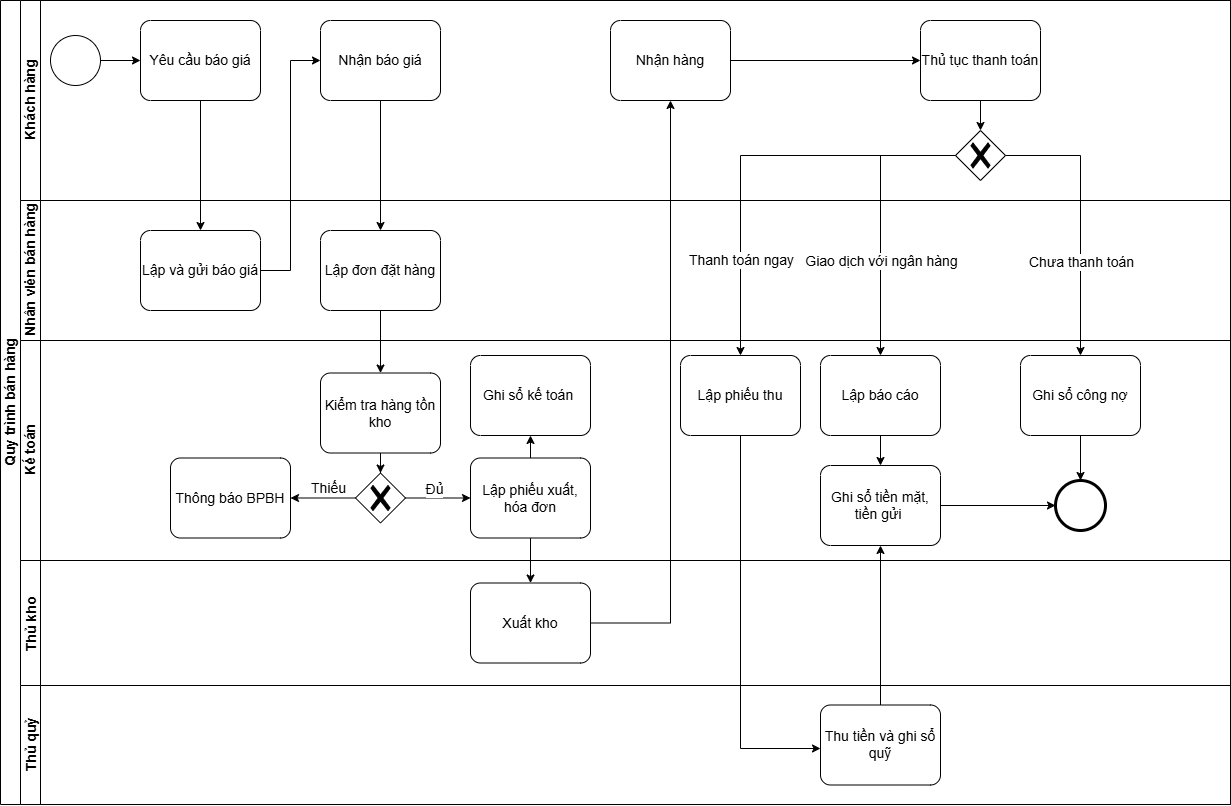 Quy trình bán hàng
Khách hàng
Yêu cầu báo giá
Nhận báo giá
Nhận hàng
Thủ tục thanh toán
Nhân viên bán hàng
Lập và gửi báo giá
Lập đơn đặt hàng
Thanh toán ngay
Giao dịch với ngân hàng
Chưa thanh toán
Kế toán
Kiểm tra hàng tồn
kho
Ghi sổ kế toán
Lập phiếu thu
Lập báo cáo
Ghi sổ công nợ
Thông báo BPBH
Thiếu
Đủ
Lập phiếu xuất,
hóa đơn
Ghi sổ tiền mặt,
tiền gửi
Thủ kho
Xuất kho
Thủ quỹ
Thu tiền và ghi sổ
quỹ